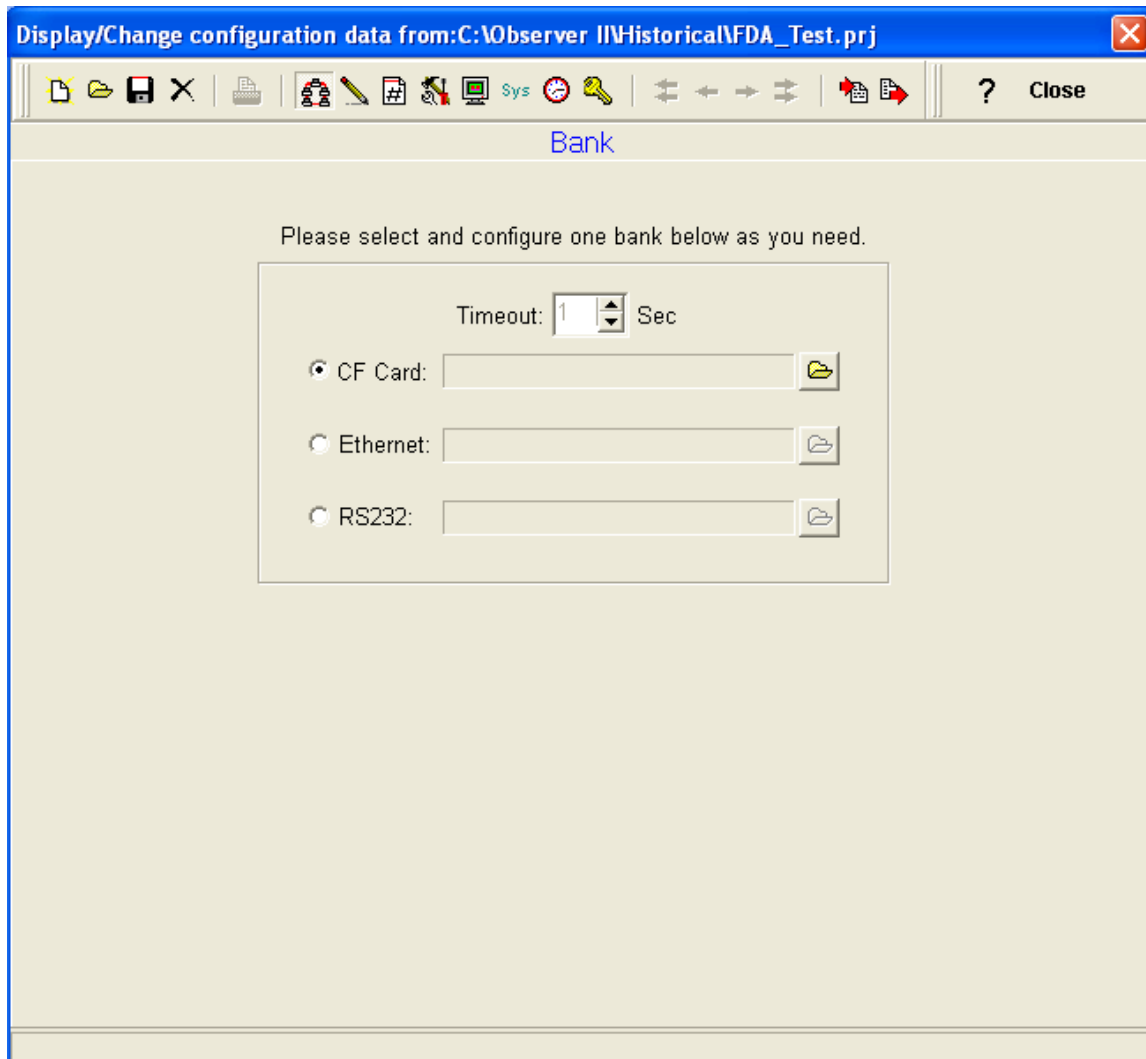 Display/Change configuration data from:C:\Observer II\Historical\FDA_Test.prj
Sys ? Close
Bank
Please select and configure one bank below as you need.
Timeout: 1 Sec
CF Card:
Ethernet:
RS232: